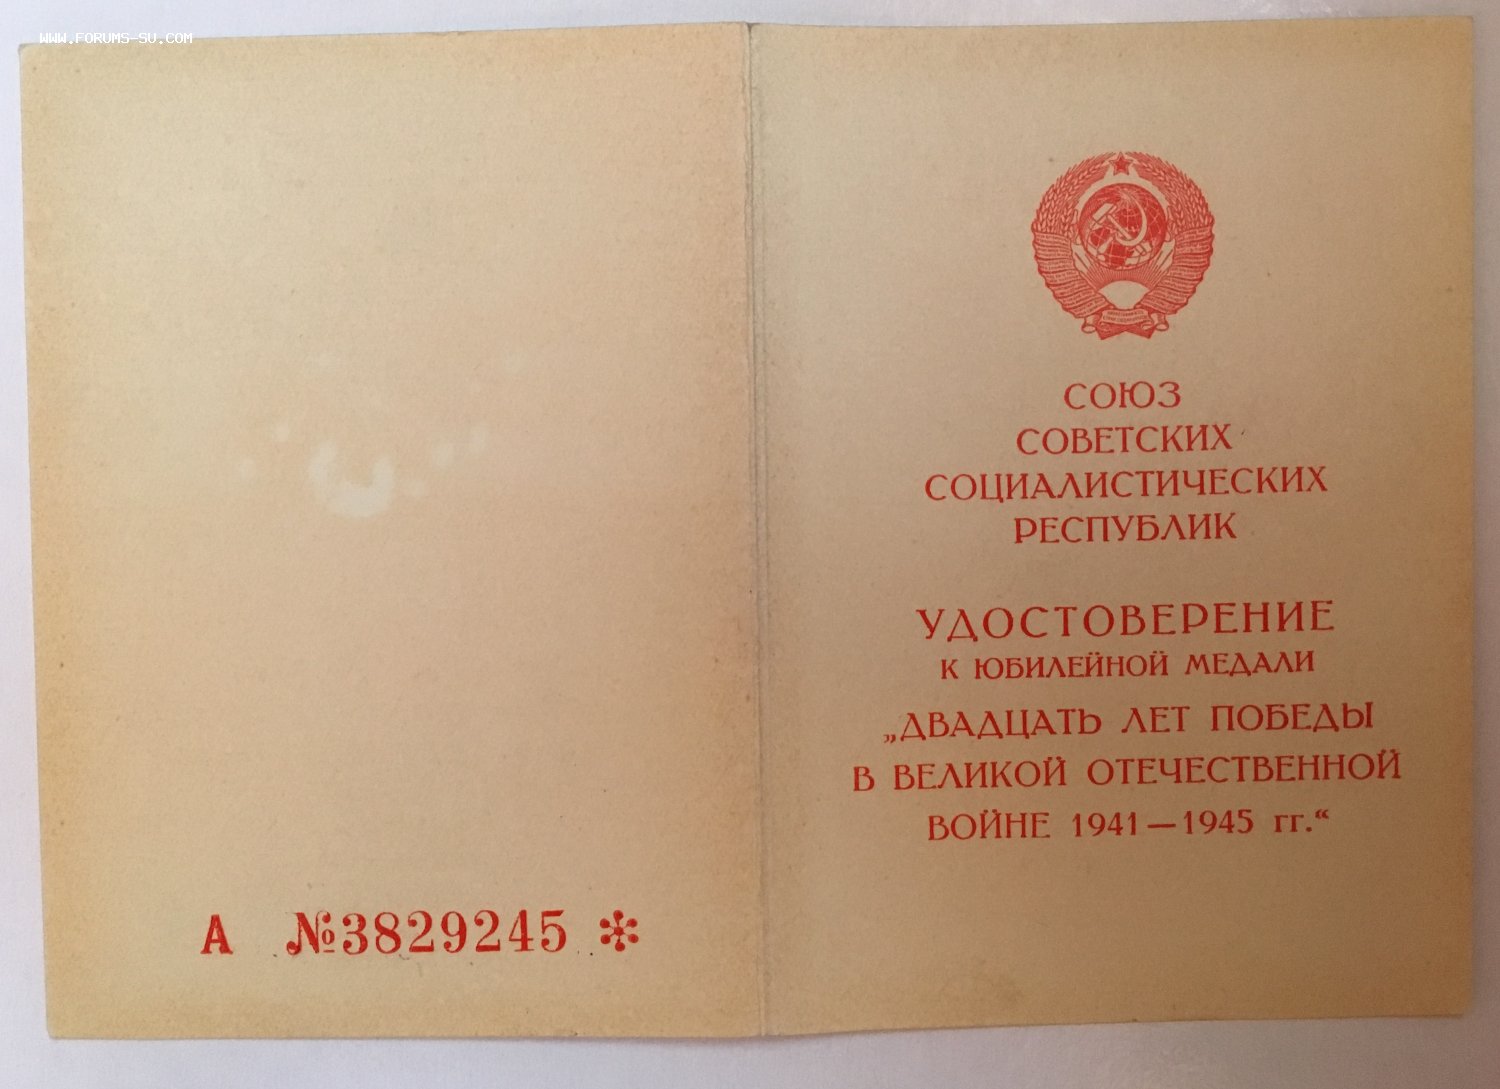 WWW.FORUMS-SU.COM
А №3829245 *
СОЮЗ
СОВЕТСКИХ
СОЦИАЛИСТИЧЕСКИХ
РЕСПУБЛИК
УДОСТОВЕРЕНИЕ
К ЮБИЛЕЙНОЙ МЕДАЛИ
„ДВАДЦАТЬ ЛЕТ ПОБЕДЫ
В ВЕЛИКОЙ ОТЕЧЕСТВЕННОЙ
ВОЙНЕ 1941—1945 гг.“